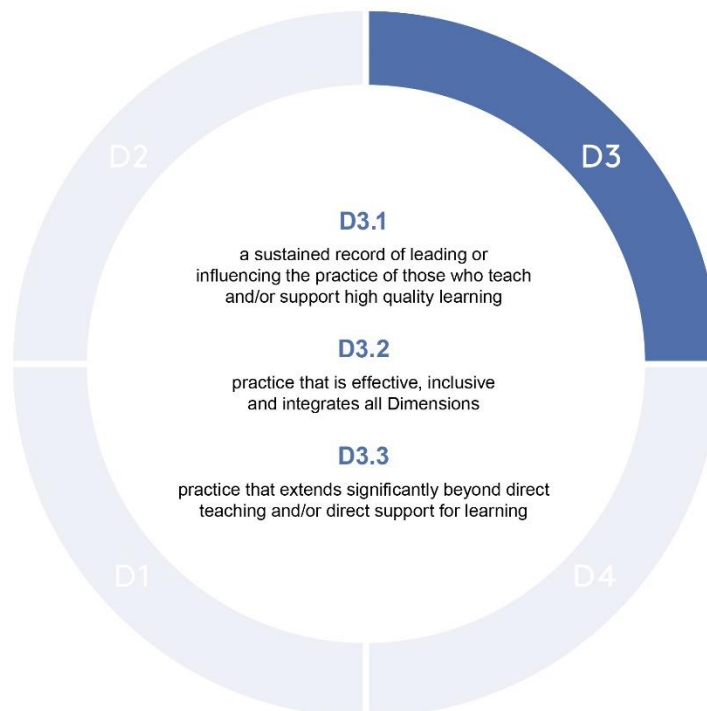 D2
D3
D3.1
a sustained record of leading or
influencing the practice of those who teach
and/or support high quality learning
D3.2
practice that is effective, inclusive
and integrates all Dimensions
D3.3
practice that extends significantly beyond direct
teaching and/or direct support for learning
D1
D4